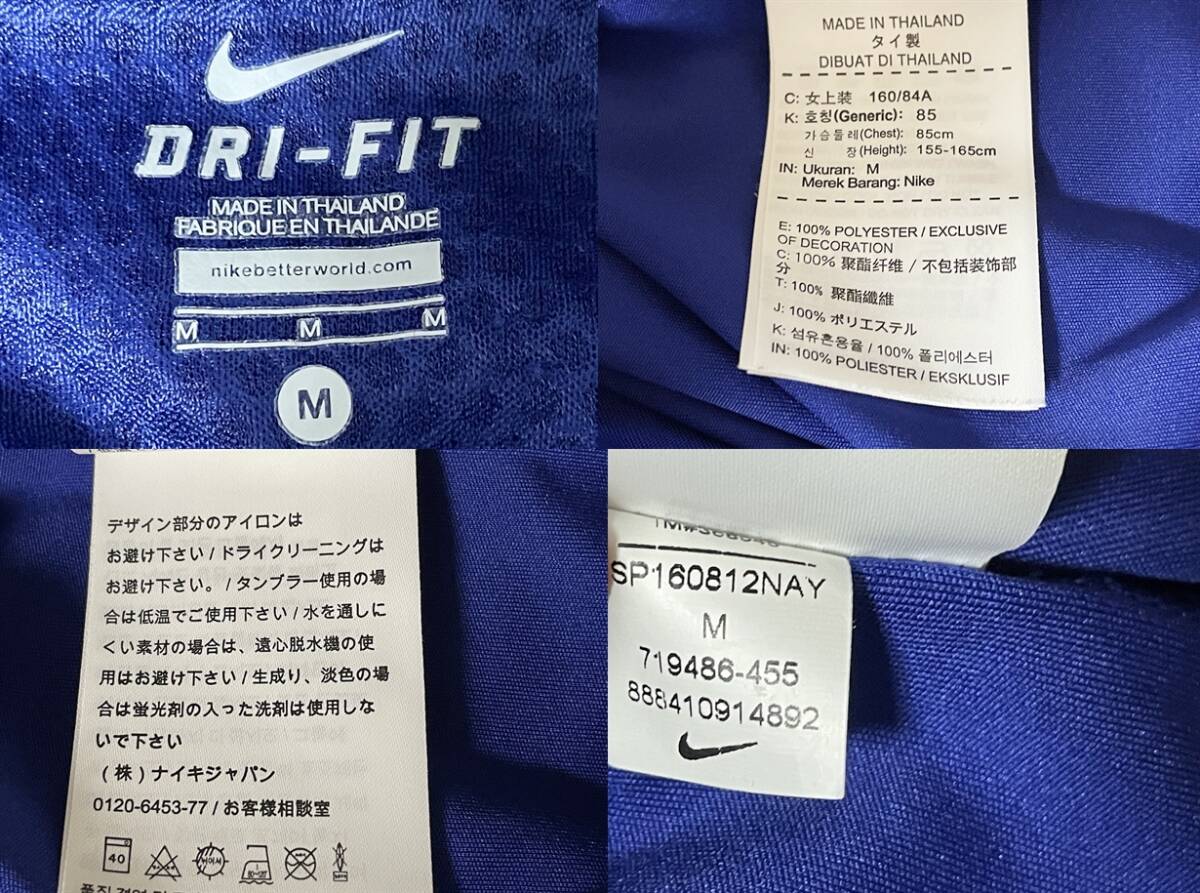 DRI-FIT
MADE IN THAILAND
FABRIQUE EN THAILANDE
nikebetterworld.com
M M M
M
MADE IN THAILAND
タイ製
DIBUAT DI THAILAND
C: 女上装 160/84A
K: 호칭(Generic): 85
가슴둘레(Chest): 85cm
신 장(Height): 155-165cm
IN: Ukuran: M
Merek Barang: Nike
E: 100% POLYESTER / EXCLUSIVE
OF DECORATION
C: 100% 聚酯纤维 / 不包括装饰部
分
T: 100% 聚酯纖維
J: 100% ポリエステル
K: 섬유혼용율 / 100% 폴리에스터
IN: 100% POLIESTER / EKSKLUSIF
デザイン部分のアイロンは
お避け下さい / ドライクリーニングは
お避け下さい。 / タンブラー使用の場
合は低温でご使用下さい / 水を通しに
くい素材の場合は、遠心脱水機の使
用はお避け下さい / 生成り、淡色の場
合は蛍光剤の入った洗剤は使用しな
いで下さい
(株) ナイキジャパン
0120-6453-77 / お客様相談室
40
SP160812NAY
M
719486-455
888410914892